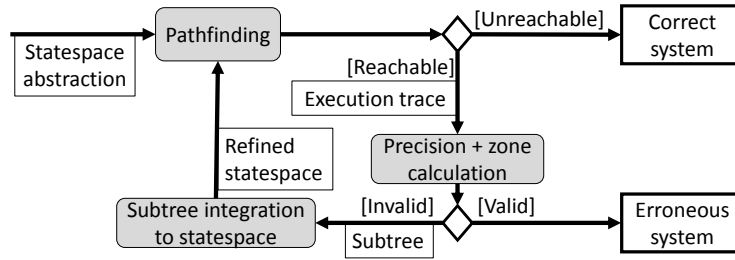 Statespace
abstraction
Pathfinding
[Unreachable]
Correct
system
[Reachable]
Execution trace
Precision + zone
calculation
Refined
statespace
Subtree integration
to statespace
[Invalid]
Subtree
[Valid]
Erroneous
system